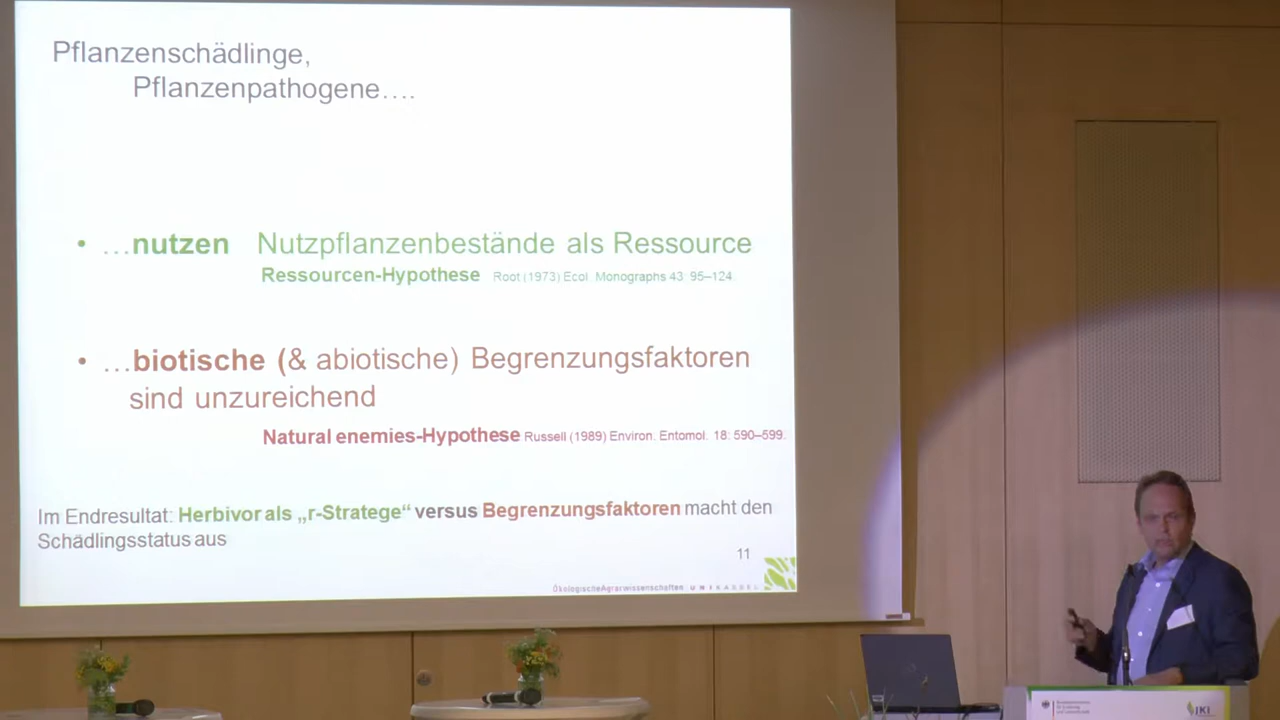 Pflanzenschädlinge,
Pflanzenpathogene….
• …nutzen Nutzpflanzenbestände als Ressource
Ressourcen-Hypothese Root (1973) Ecol. Monographs 43: 95–124.
• …biotische (& abiotische) Begrenzungsfaktoren
sind unzureichend
Natural enemies-Hypothese Russell (1989) Environ. Entomol. 18: 590–599.
Im Endresultat: Herbivor als „r-Stratege“ versus Begrenzungsfaktoren macht den
Schädlingsstatus aus
11
ÖkologischeAgrarwissenschaften UNIKASSEL
JKI